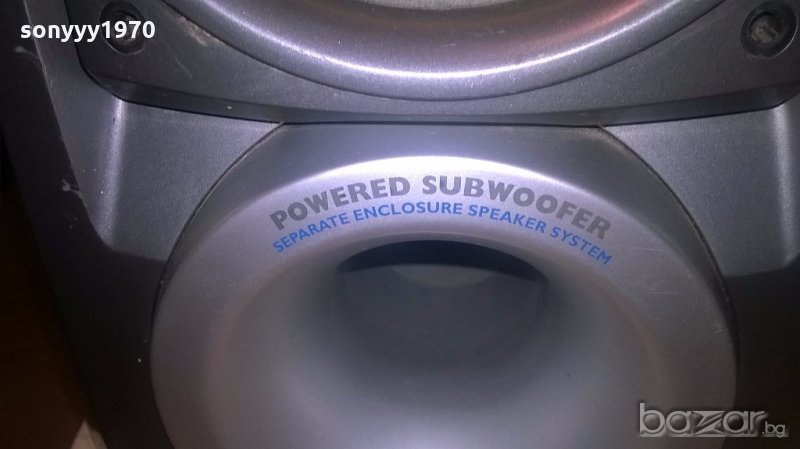 sonyyy1970
POWERED SUBWOOFER
SEPARATE ENCLOSURE SPEAKER SYSTEM
bazar.bg